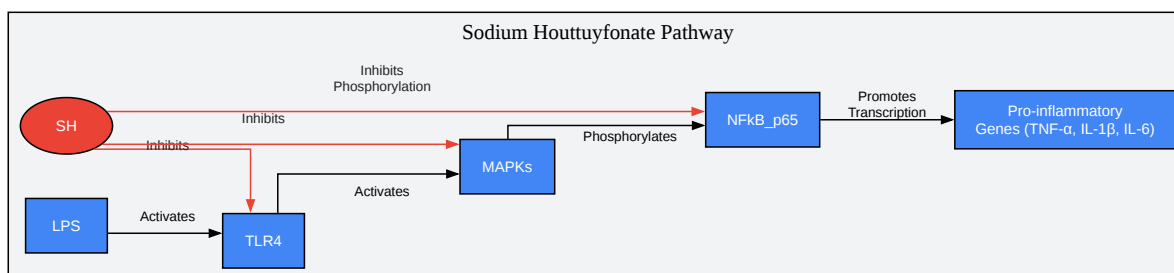 Sodium Houttuyfonate Pathway
Inhibits
Phosphorylation
SH
Inhibits
Inhibits
Promotes
Transcription
NFkB_p65
Pro-inflammatory
Genes (TNF-α, IL-1β, IL-6)
Phosphorylates
MAPKs
Activates
LPS
Activates
TLR4